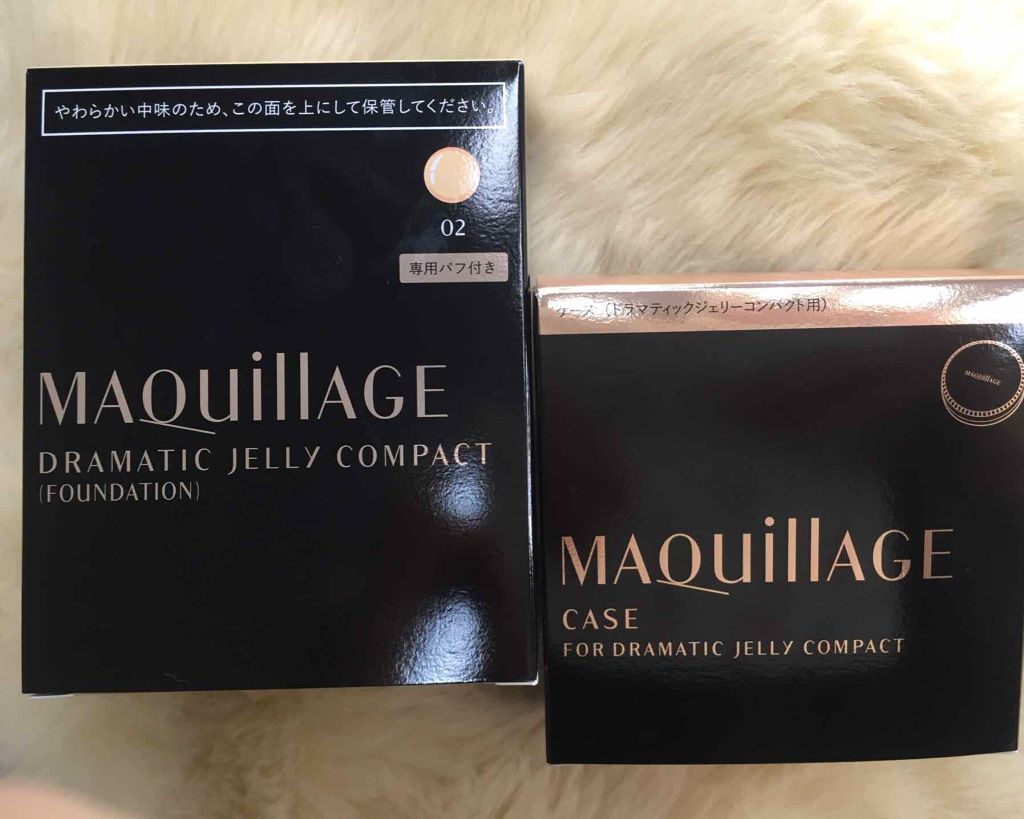 やわらかい中味のため、この面を上にして保管してください。
02
専用パフ付き
MAQuillAGE
DRAMATIC JELLY COMPACT
(FOUNDATION)
ケース（ドラマティックジェリーコンパクト用）
MAQuillAGE
MAQuillAGE
CASE
FOR DRAMATIC JELLY COMPACT